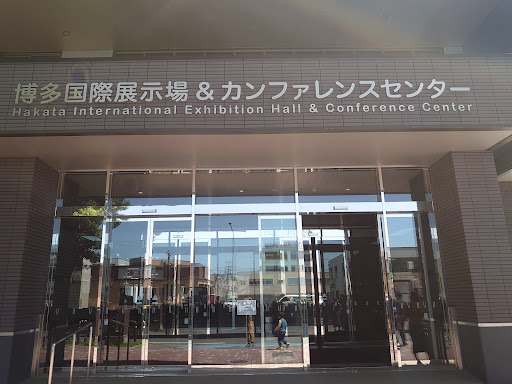 博多国際展示場 & カンファレンスセンター
Hakata International Exhibition Hall & Conference Center